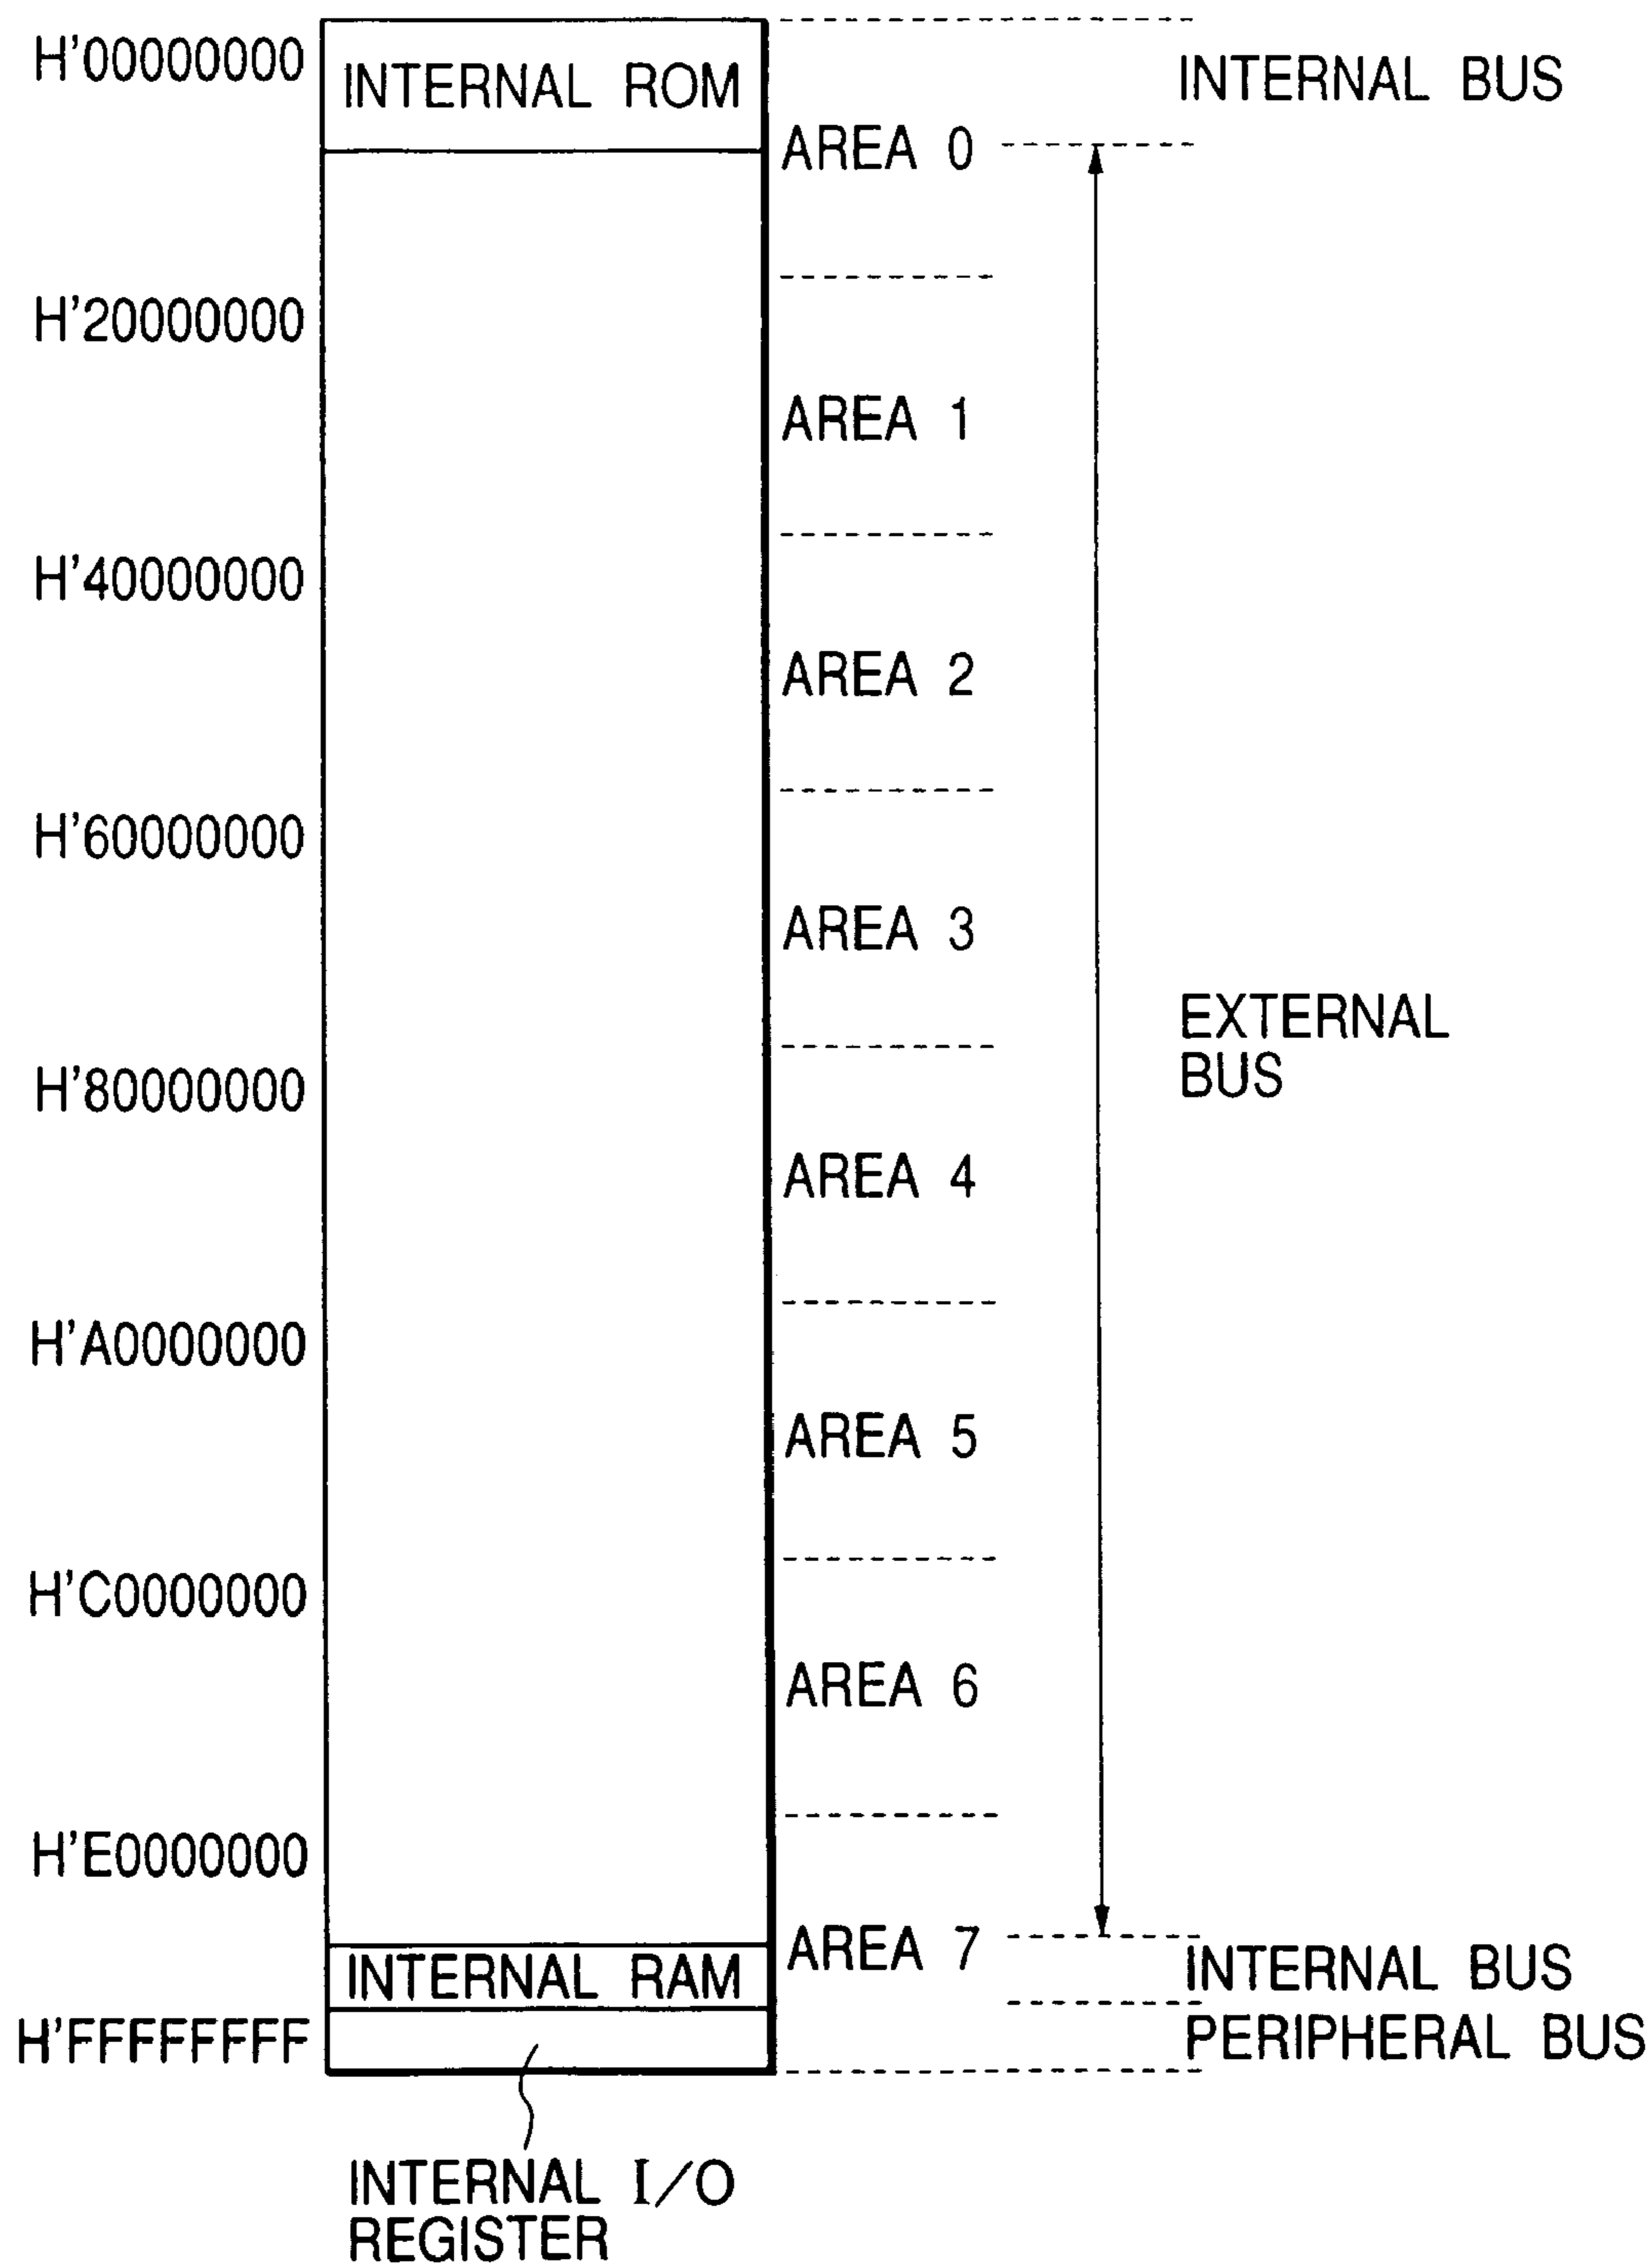 H'00000000
INTERNAL ROM
INTERNAL BUS
AREA 0
H'20000000
AREA 1
H'40000000
AREA 2
H'60000000
AREA 3
EXTERNAL
BUS
H'80000000
AREA 4
H'A0000000
AREA 5
H'C0000000
AREA 6
H'E0000000
AREA 7
INTERNAL RAM
INTERNAL BUS
H'FFFFFFFF
PERIPHERAL BUS
INTERNAL I/O
REGISTER